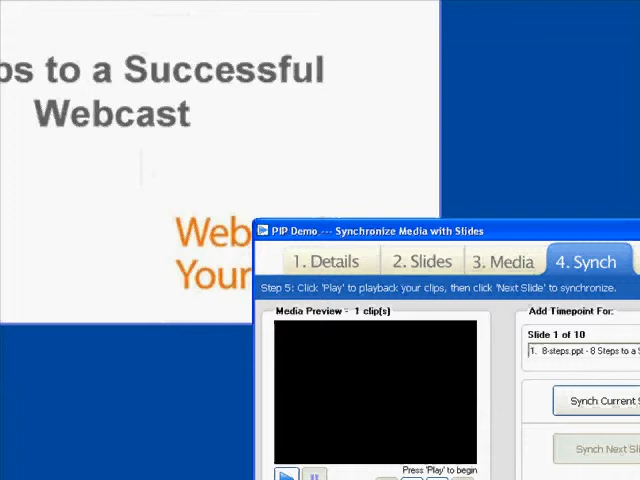 ps to a Successful
Webcast
Web
Your
PIP Demo --- Synchronize Media with Slides
1. Details
2. Slides
3. Media
4. Synch
Step 5: Click 'Play' to playback your clips, then click 'Next Slide' to synchronize.
Media Preview - 1 clip(s)
Add Timepoint For:
Slide 1 of 10
1. 8-steps.ppt - 8 Steps to a S
Synch Current S
Synch Next Sli
Press 'Play' to begin